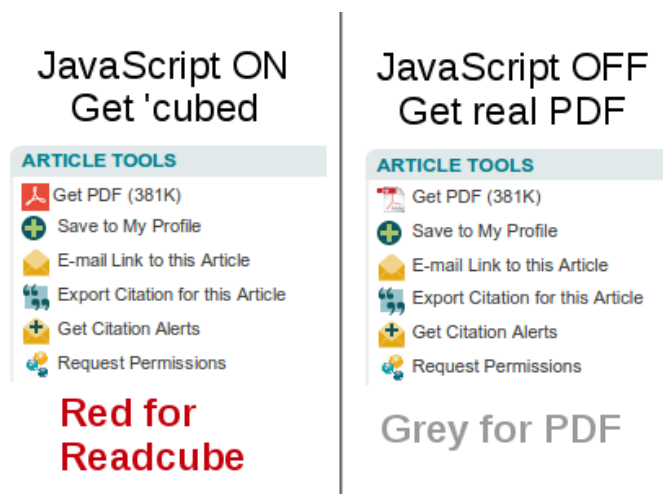 JavaScript ON
Get 'cubed
ARTICLE TOOLS
Get PDF (381K)
Save to My Profile
E-mail Link to this Article
Export Citation for this Article
Get Citation Alerts
Request Permissions
Red for
Readcube
JavaScript OFF
Get real PDF
ARTICLE TOOLS
Get PDF (381K)
Save to My Profile
E-mail Link to this Article
Export Citation for this Article
Get Citation Alerts
Request Permissions
Grey for PDF